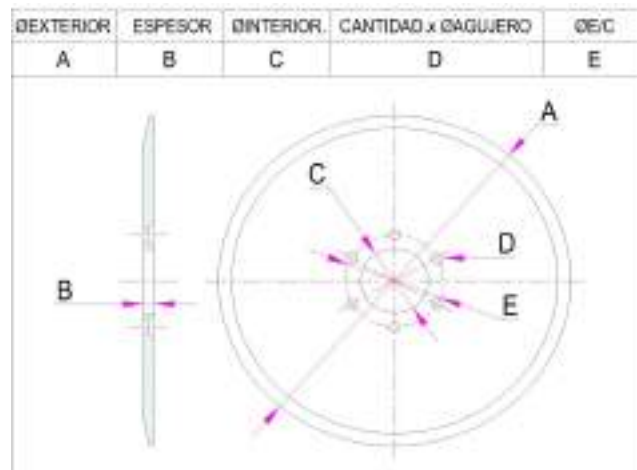 ØEXTERIOR ESPESOR ØINTERIOR. CANTIDAD x ØAGUJERO ØE/C
A B C D E
A
C
D
B
E